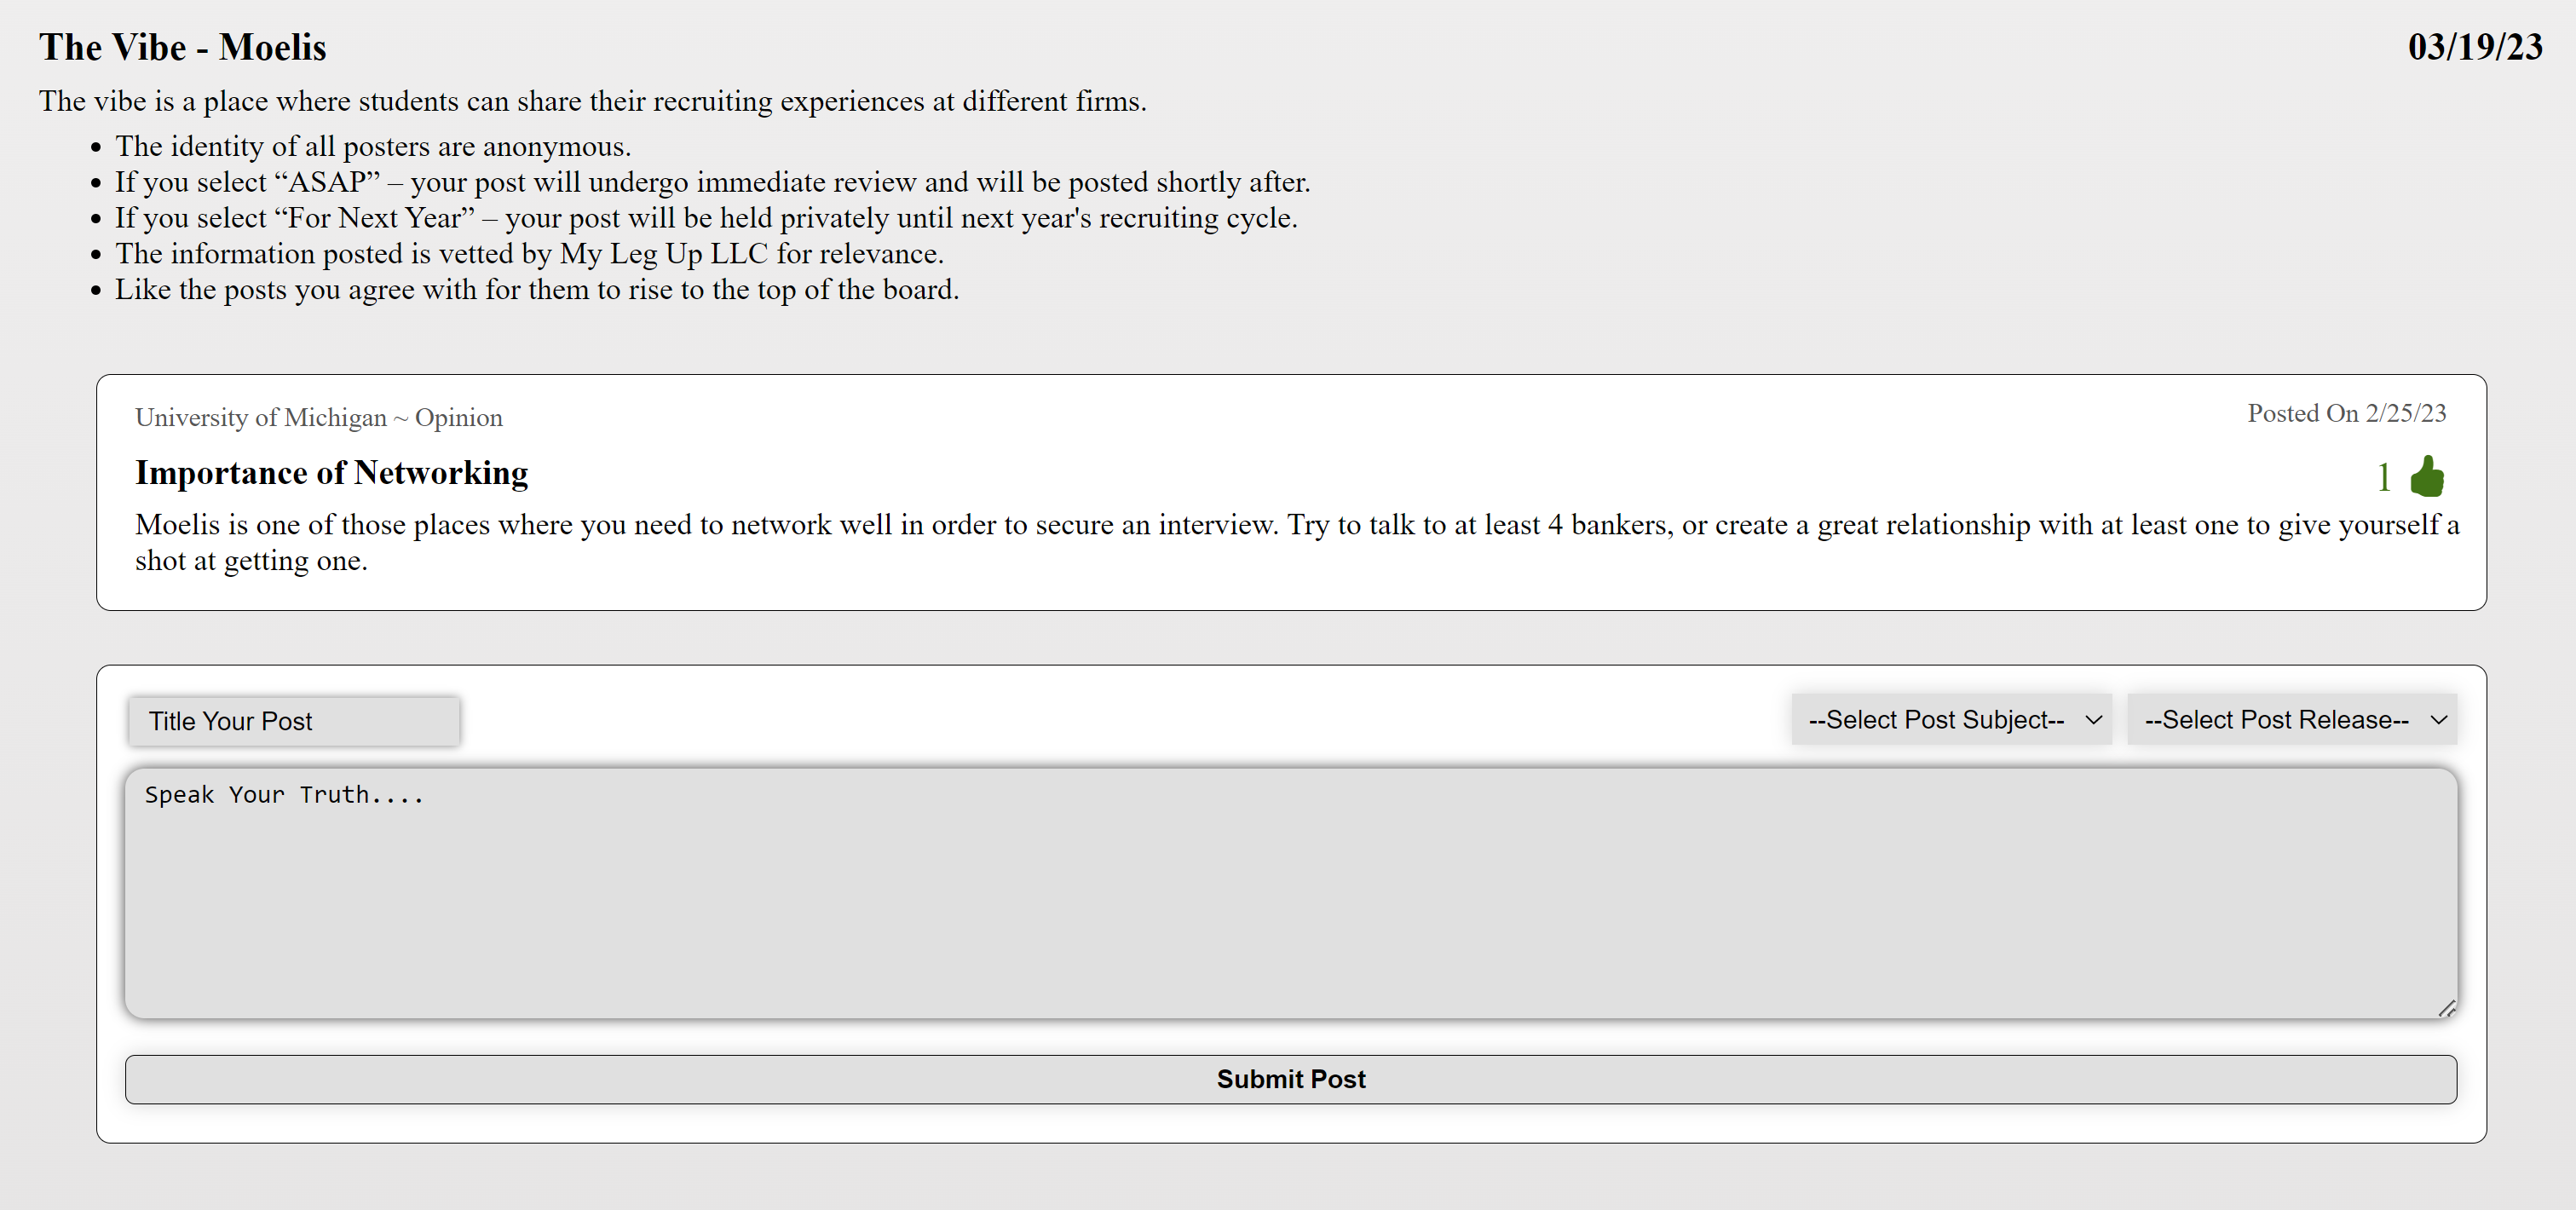 The Vibe - Moelis
03/19/23
The vibe is a place where students can share their recruiting experiences at different firms.
• The identity of all posters are anonymous.
• If you select “ASAP” – your post will undergo immediate review and will be posted shortly after.
• If you select “For Next Year” – your post will be held privately until next year's recruiting cycle.
• The information posted is vetted by My Leg Up LLC for relevance.
• Like the posts you agree with for them to rise to the top of the board.
University of Michigan ~ Opinion
Posted On 2/25/23
Importance of Networking
1
Moelis is one of those places where you need to network well in order to secure an interview. Try to talk to at least 4 bankers, or create a great relationship with at least one to give yourself a
shot at getting one.
Title Your Post
--Select Post Subject--
--Select Post Release--
Speak Your Truth....
Submit Post